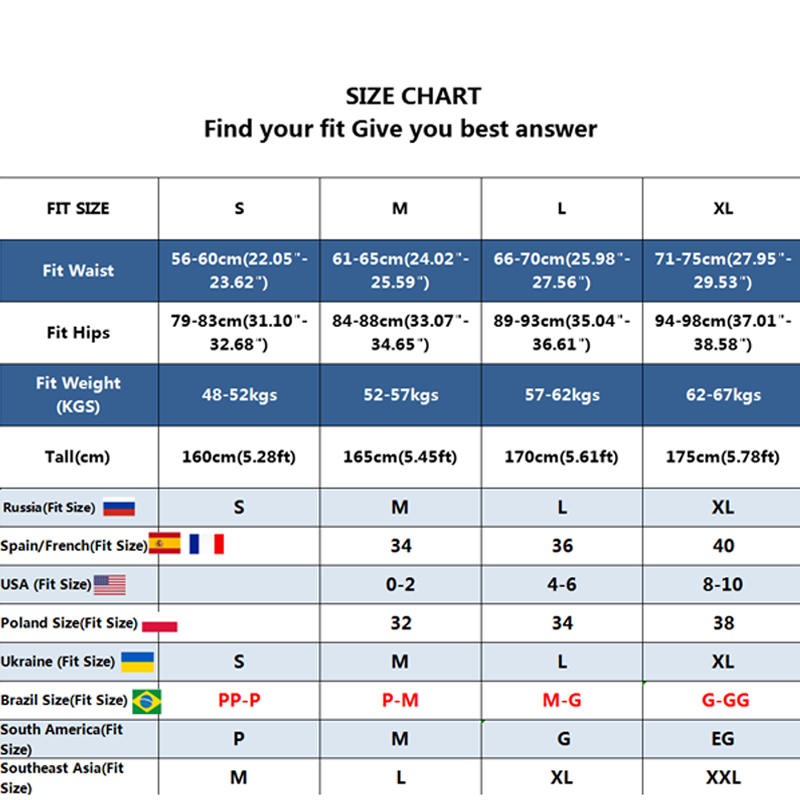 SIZE CHART
Find your fit Give you best answer
FIT SIZE S M L XL
Fit Waist 56-60cm(22.05"-23.62") 61-65cm(24.02"-25.59") 66-70cm(25.98"-27.56") 71-75cm(27.95"-29.53")
Fit Hips 79-83cm(31.10"-32.68") 84-88cm(33.07"-34.65") 89-93cm(35.04"-36.61") 94-98cm(37.01"-38.58")
Fit Weight (KGS) 48-52kgs 52-57kgs 57-62kgs 62-67kgs
Tall(cm) 160cm(5.28ft) 165cm(5.45ft) 170cm(5.61ft) 175cm(5.78ft)
Russia(Fit Size) S M L XL
Spain/French(Fit Size) 34 36 40
USA (Fit Size) 0-2 4-6 8-10
Poland Size(Fit Size) 32 34 38
Ukraine (Fit Size) S M L XL
Brazil Size(Fit Size) PP-P P-M M-G G-GG
South America(Fit Size) P M G EG
Southeast Asia(Fit Size) M L XL XXL